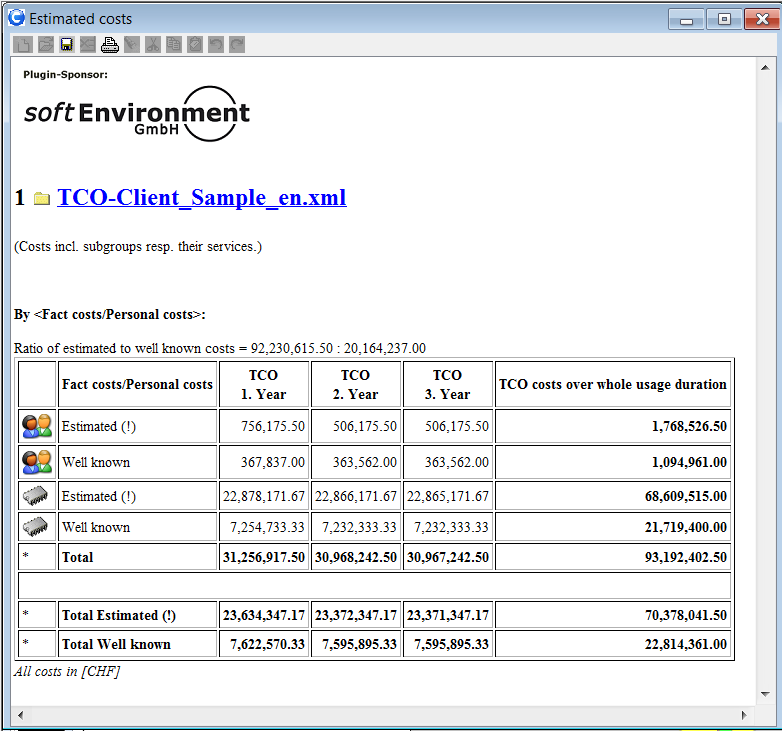 Estimated costs
Plugin-Sponsor:
soft Environment
GmbH
1 TCO-Client_Sample_en.xml
(Costs incl. subgroups resp. their services.)
By <Fact costs/Personal costs>:
Ratio of estimated to well known costs = 92,230,615.50 : 20,164,237.00
Fact costs/Personal costs TCO 1. Year TCO 2. Year TCO 3. Year TCO costs over whole usage duration
Estimated (!) 756,175.50 506,175.50 506,175.50 1,768,526.50
Well known 367,837.00 363,562.00 363,562.00 1,094,961.00
Estimated (!) 22,878,171.67 22,866,171.67 22,865,171.67 68,609,515.00
Well known 7,254,733.33 7,232,333.33 7,232,333.33 21,719,400.00
* Total 31,256,917.50 30,968,242.50 30,967,242.50 93,192,402.50
* Total Estimated (!) 23,634,347.17 23,372,347.17 23,371,347.17 70,378,041.50
* Total Well known 7,622,570.33 7,595,895.33 7,595,895.33 22,814,361.00
All costs in [CHF]